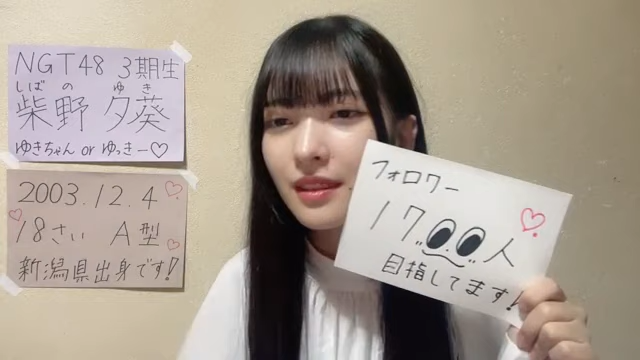 NGT48 3期生
しばの ゆき
柴野 夕葵
ゆきちゃん or ゆっきー♡
2003.12.4
18さい A型
新潟県出身です!
フォロワー
1700人
目指してます!